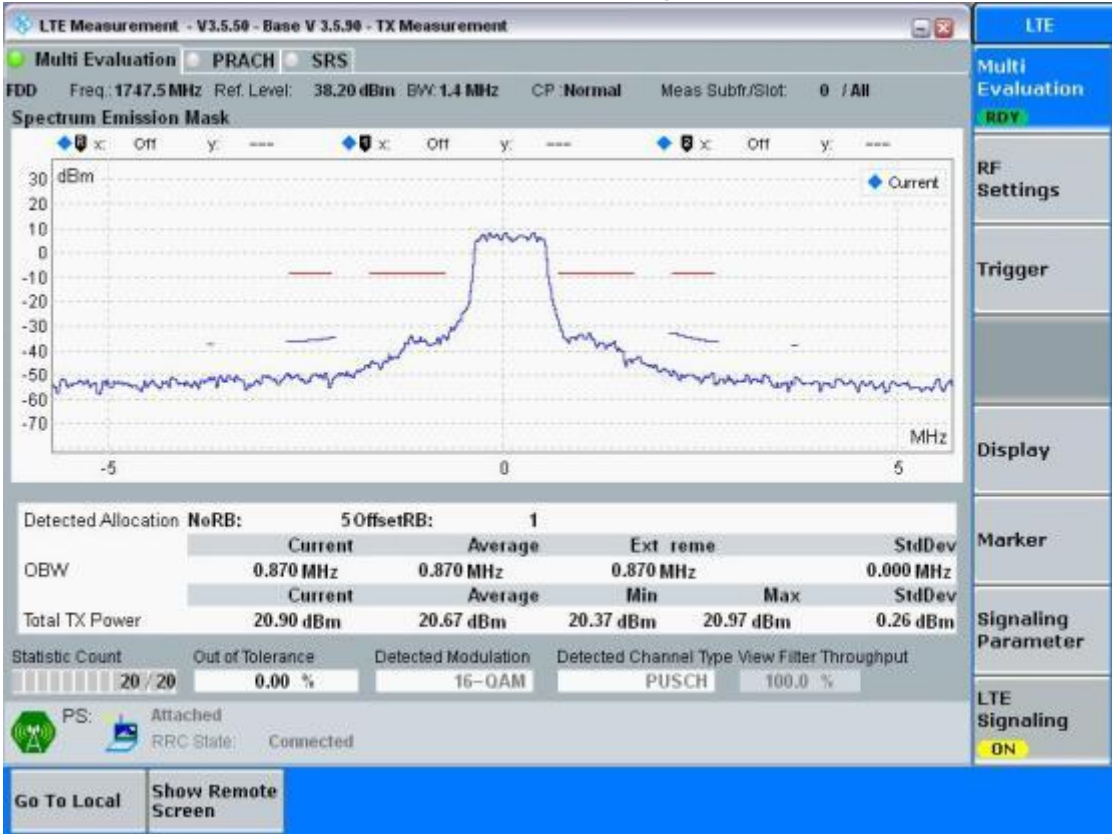 LTE Measurement - V3.5.50 - Base V 3.5.90 - TX Measurement
LTE
Multi Evaluation PRACH SRS
FDD Freq.: 1747.5 MHz Ref. Level: 38.20 dBm BW: 1.4 MHz CP :Normal Meas Subfr./Slot: 0 / All
Spectrum Emission Mask
x: Off y: --- x: Off y: --- x: Off y: ---
dBm
Current
30
20
10
0
-10
-20
-30
-40
-50
-60
-70
MHz
-5 0 5
Detected Allocation NoRB: 5 OffsetRB: 1
Current Average Ext reme StdDev
OBW 0.870 MHz 0.870 MHz 0.870 MHz 0.000 MHz
Current Average Min Max StdDev
Total TX Power 20.90 dBm 20.67 dBm 20.37 dBm 20.97 dBm 0.26 dBm
Statistic Count Out of Tolerance Detected Modulation Detected Channel Type View Filter Throughput
20 / 20 0.00 % 16-QAM PUSCH 100.0 %
PS: Attached
RRC State: Connected
Multi
Evaluation
RDY
RF
Settings
Trigger
Display
Marker
Signaling
Parameter
LTE
Signaling
ON
Go To Local
Show Remote
Screen